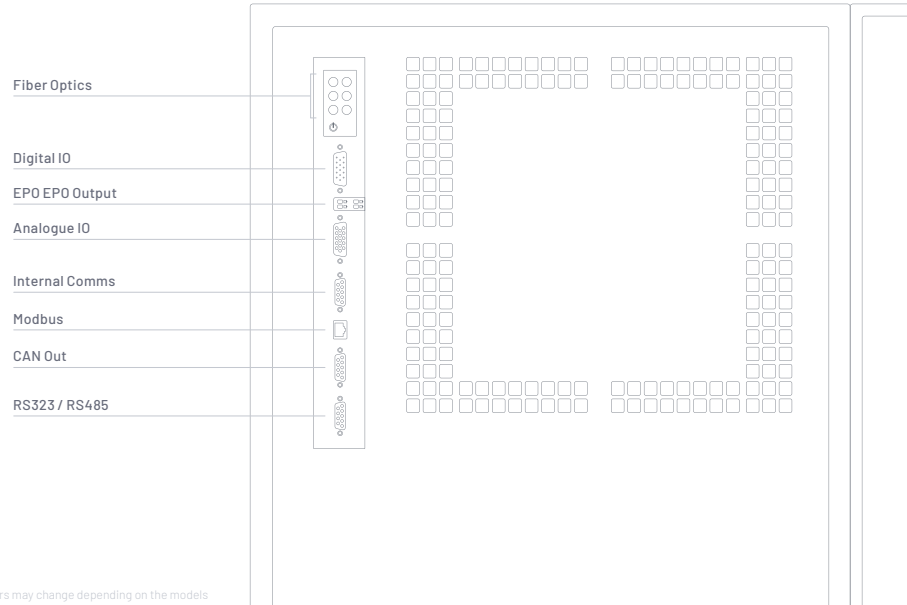 Fiber Optics
Digital IO
EPO EPO Output
Analogue IO
Internal Comms
Modbus
CAN Out
RS323 / RS485
may change depending on the models